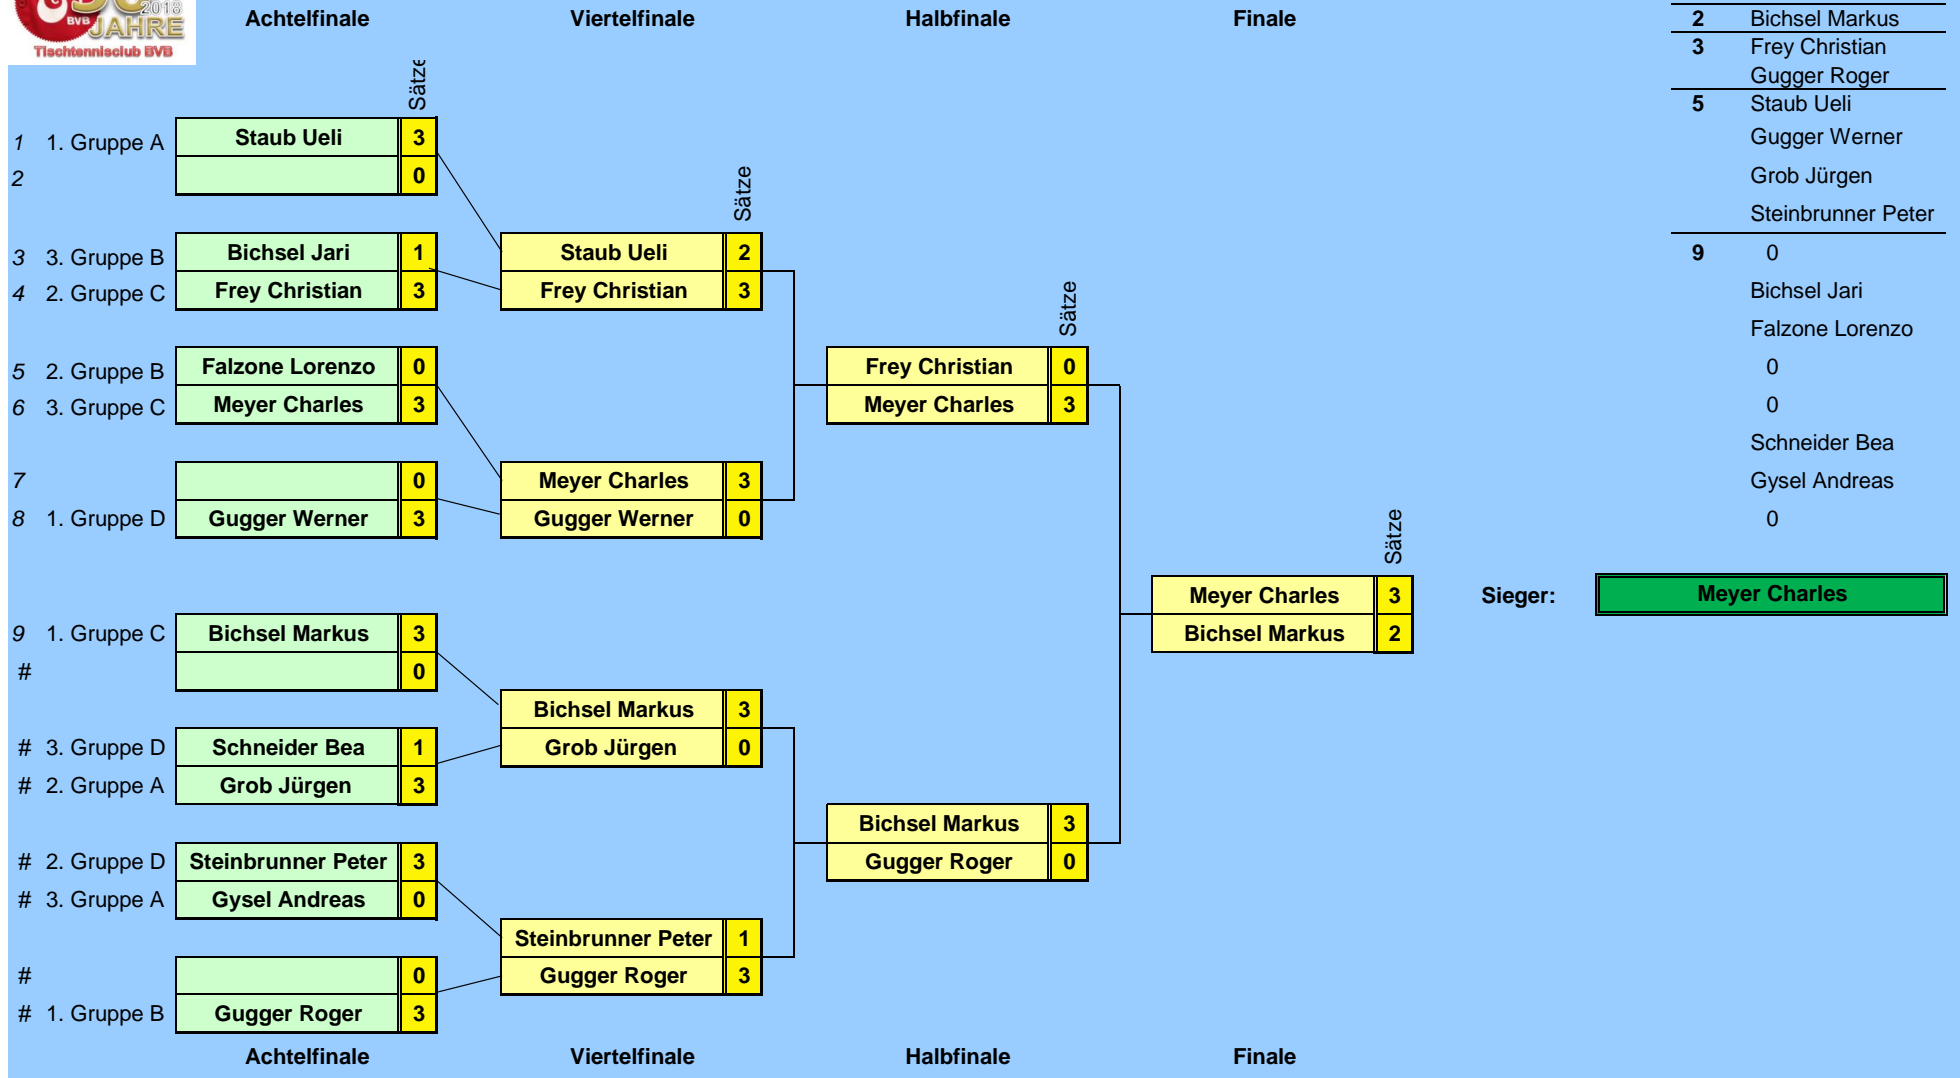 2018
BVB JAHRE
Tischtennisclub BVB
Achtelfinale Viertelfinale Halbfinale Finale
2 Bichsel Markus
3 Frey Christian
Gugger Roger
5 Staub Ueli
Gugger Werner
Grob Jürgen
Steinbrunner Peter
9 0
Bichsel Jari
Falzone Lorenzo
0
0
Schneider Bea
Gysel Andreas
0
Sätze
1 1. Gruppe A Staub Ueli 3
2 0
3 3. Gruppe B Bichsel Jari 1
4 2. Gruppe C Frey Christian 3
5 2. Gruppe B Falzone Lorenzo 0
6 3. Gruppe C Meyer Charles 3
7 0
8 1. Gruppe D Gugger Werner 3
9 1. Gruppe C Bichsel Markus 3
# 0
# 3. Gruppe D Schneider Bea 1
# 2. Gruppe A Grob Jürgen 3
# 2. Gruppe D Steinbrunner Peter 3
# 3. Gruppe A Gysel Andreas 0
# 0
# 1. Gruppe B Gugger Roger 3
Sätze
Staub Ueli 2
Frey Christian 3
Meyer Charles 3
Gugger Werner 0
Bichsel Markus 3
Grob Jürgen 0
Steinbrunner Peter 1
Gugger Roger 3
Sätze
Frey Christian 0
Meyer Charles 3
Bichsel Markus 3
Gugger Roger 0
Sätze
Meyer Charles 3
Bichsel Markus 2
Sieger: Meyer Charles
Achtelfinale Viertelfinale Halbfinale Finale